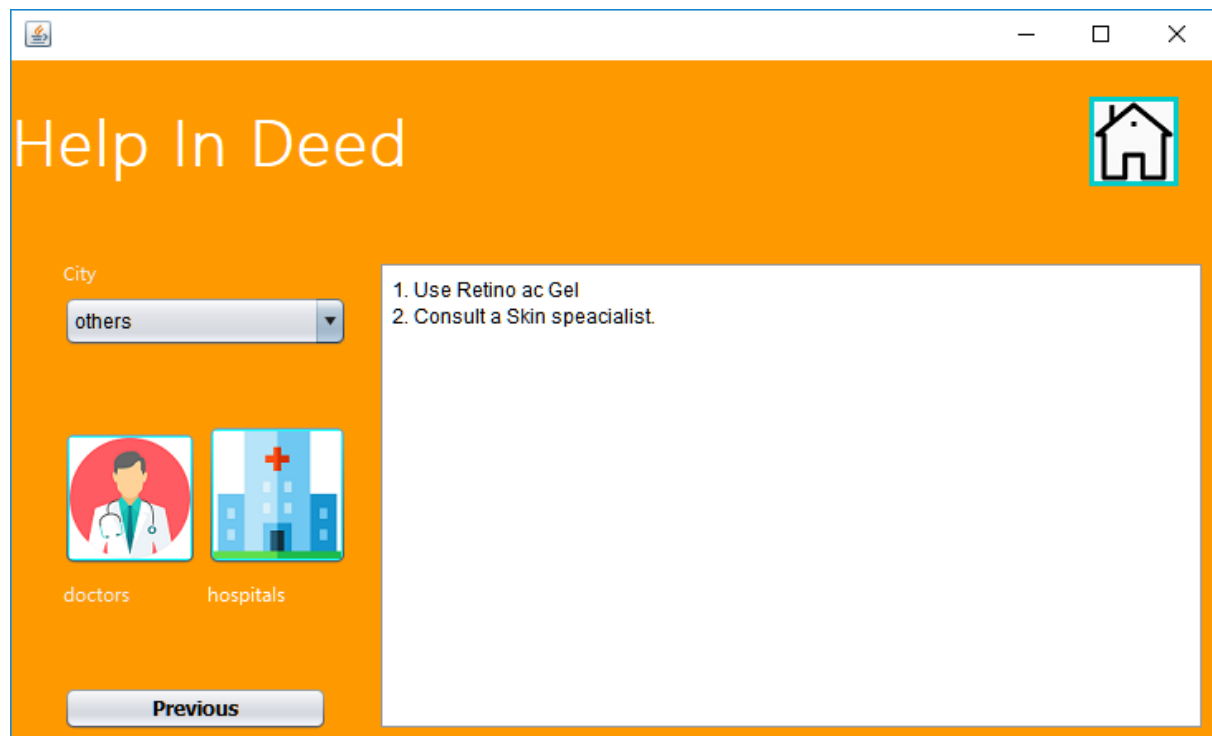 Help In Deed
City
others
1. Use Retino ac Gel
2. Consult a Skin speacialist.
doctors
hospitals
Previous